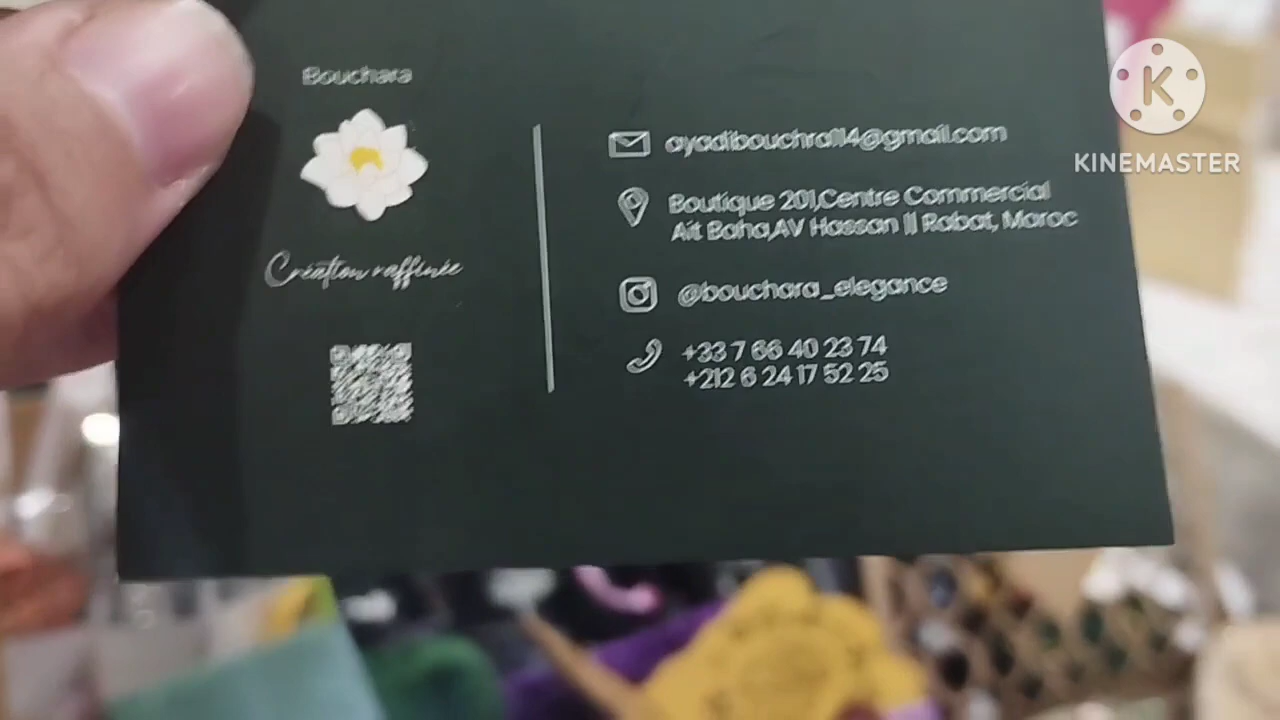 Bouchara
Création raffinée
ayadibouchra114@gmail.com
Boutique 201,Centre Commercial
Ait Baha,AV Hassan II Rabat, Maroc
@bouchara_elegance
+33 7 66 40 23 74
+212 6 24 17 52 25
K
KINEMASTER